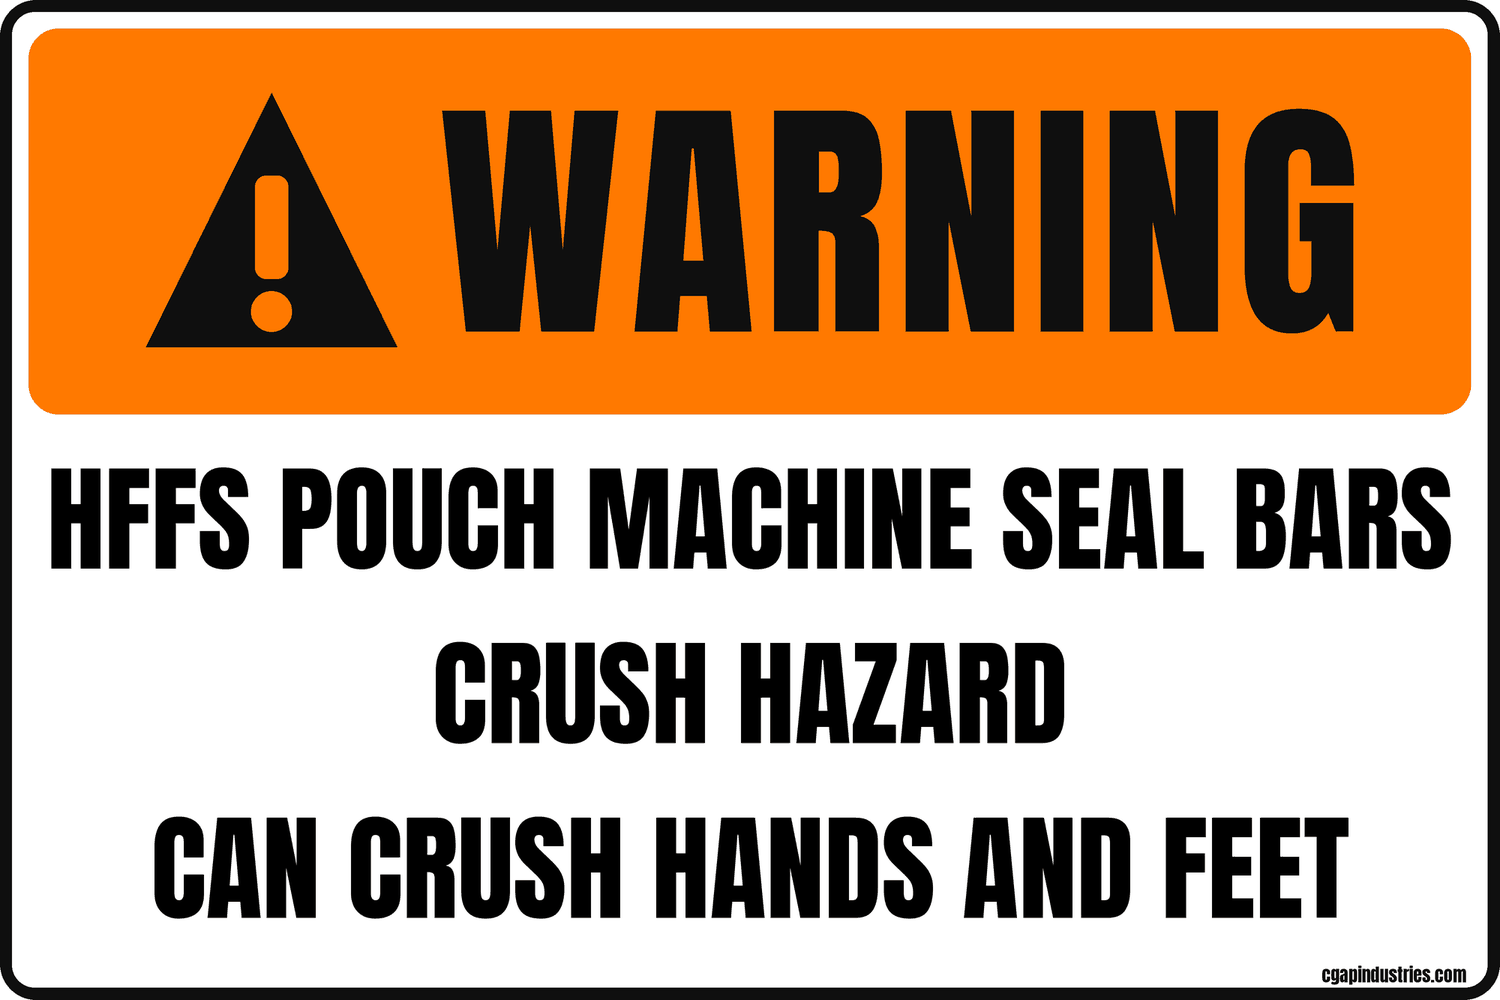 WARNING
HFFS POUCH MACHINE SEAL BARS
CRUSH HAZARD
CAN CRUSH HANDS AND FEET
cgapindustries.com